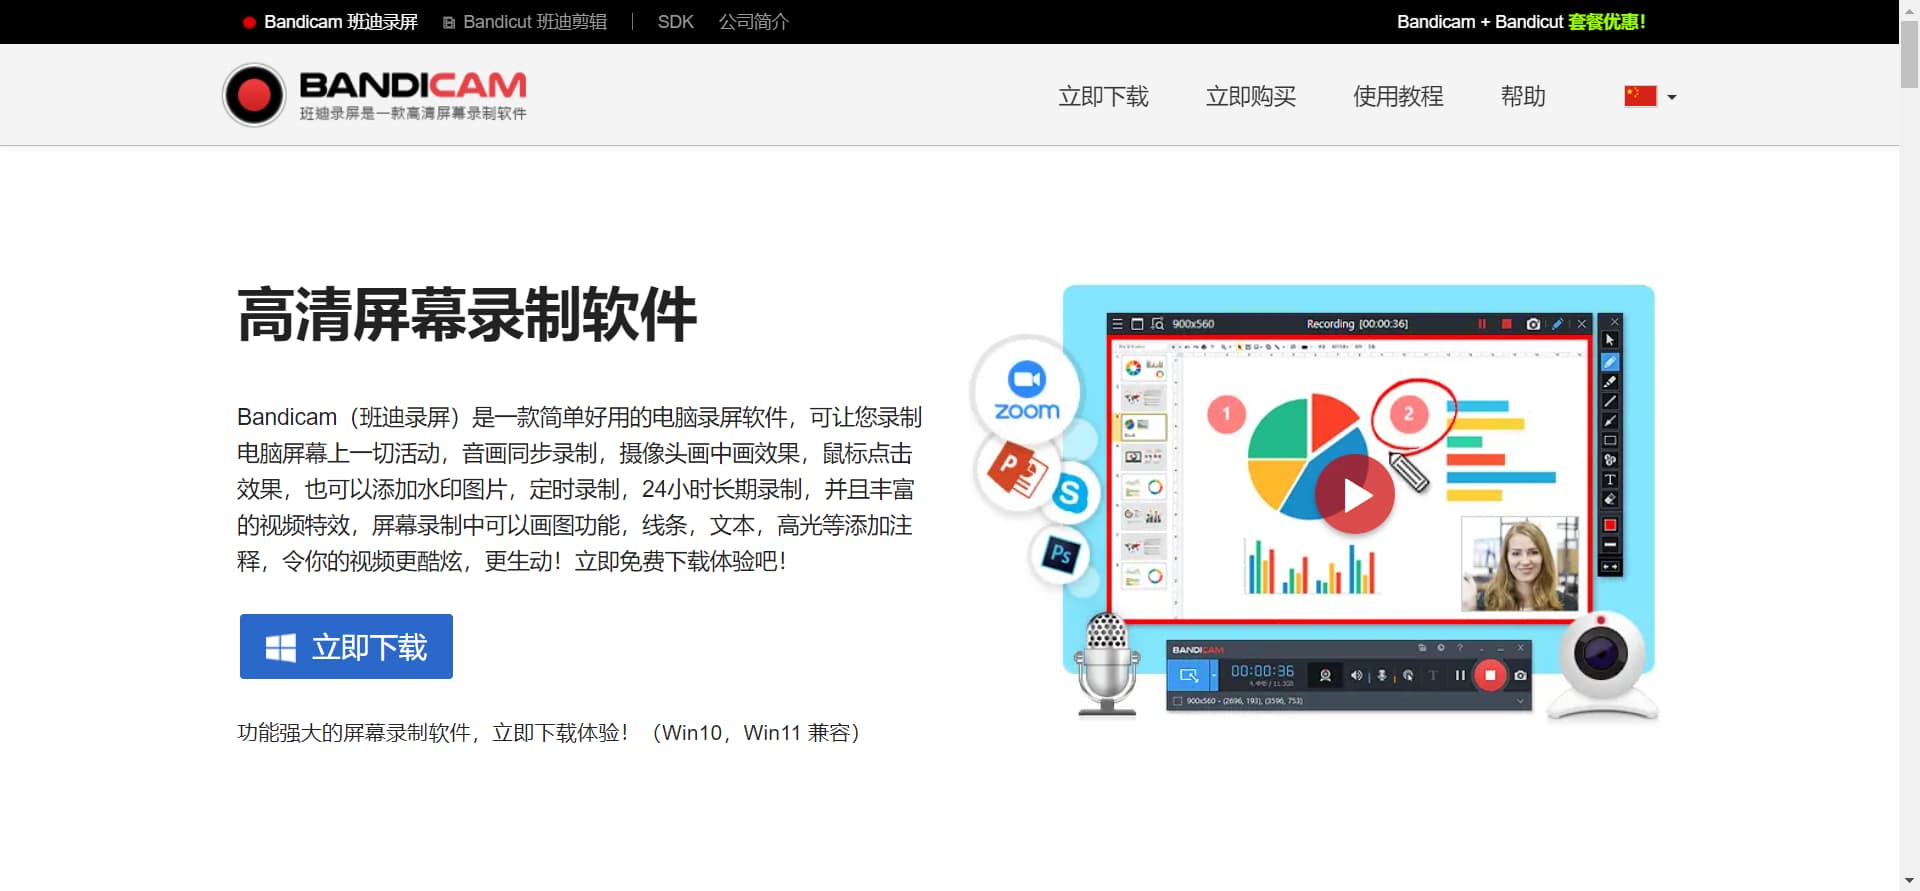 Bandicam 班迪录屏
Bandicut 班迪剪辑
SDK
公司简介
Bandicam + Bandicut 套餐优惠!
BANDICAM
班迪录屏是一款高清屏幕录制软件
立即下载
立即购买
使用教程
帮助
高清屏幕录制软件
Bandicam（班迪录屏）是一款简单好用的电脑录屏软件，可让您录制
电脑屏幕上一切活动，音画同步录制，摄像头画中画效果，鼠标点击
效果，也可以添加水印图片，定时录制，24小时长期录制，并且丰富
的视频特效，屏幕录制中可以画图功能，线条，文本，高光等添加注
释，令你的视频更酷炫，更生动！立即免费下载体验吧！
立即下载
功能强大的屏幕录制软件，立即下载体验！（Win10，Win11 兼容）
900x560
Recording [00:00:36]
zoom
P
S
Ps
1
2
T
BANDICAM
00:00:36
T
900x560 - (2696, 193), (3596, 753)